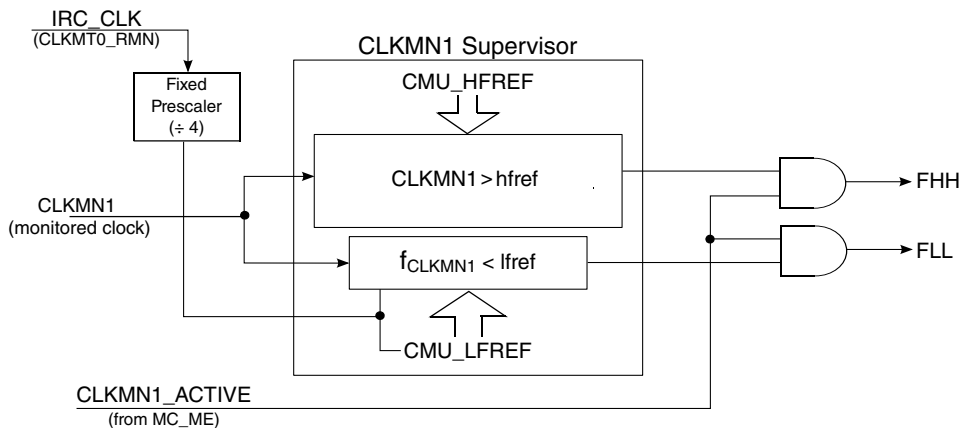 IRC_CLK
(CLKMT0_RMN)
Fixed
Prescaler
(÷ 4)
CLKMN1 Supervisor
CMU_HFREF
CLKMN1 > hfref
FHH
CLKMN1
(monitored clock)
fCLKMN1 < lfref
FLL
CMU_LFREF
CLKMN1_ACTIVE
(from MC_ME)